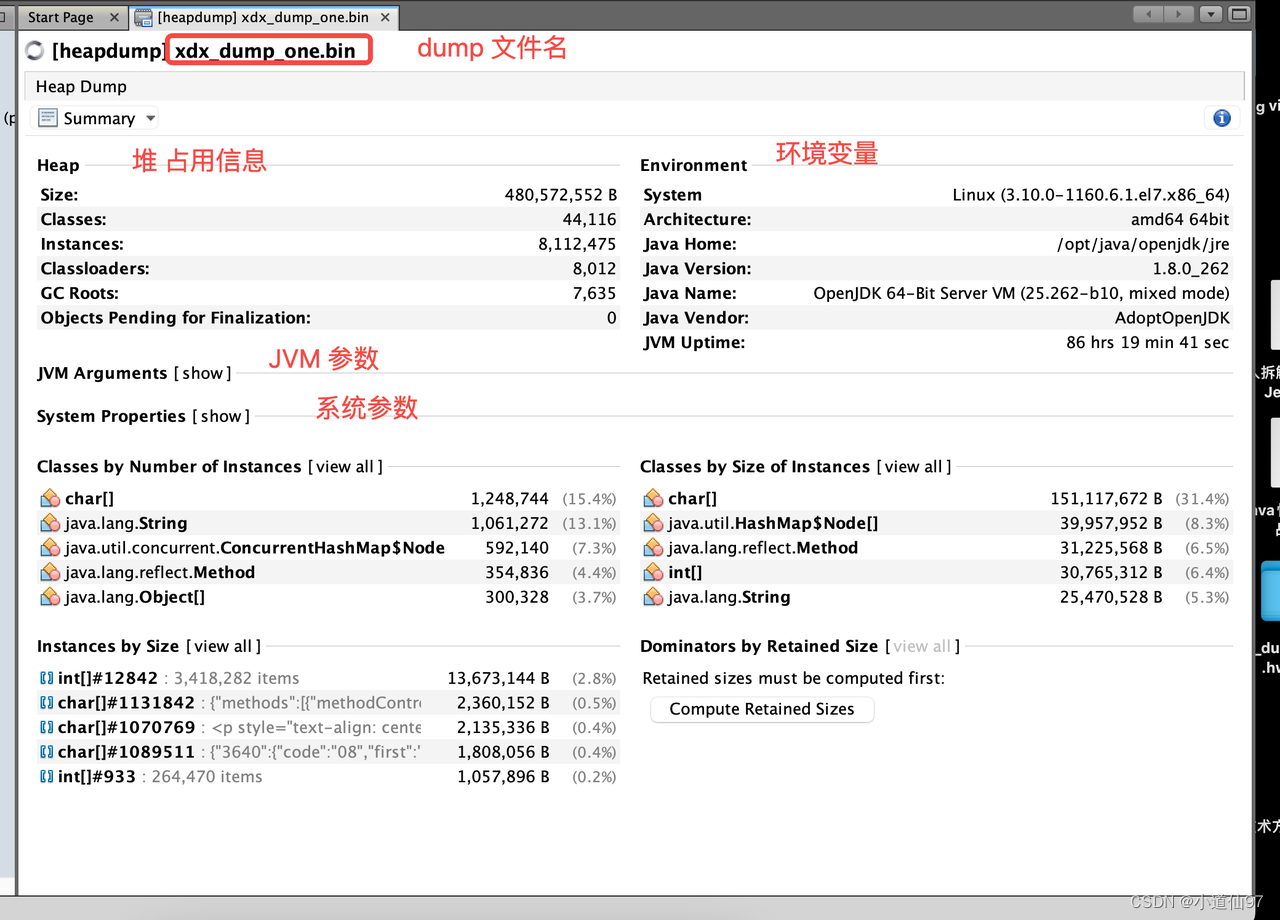 Start Page
[heapdump] xdx_dump_one.bin
[heapdump] xdx_dump_one.bin
dump 文件名
Heap Dump
Summary
Heap
堆 占用信息
Size: 480,572,552 B
Classes: 44,116
Instances: 8,112,475
Classloaders: 8,012
GC Roots: 7,635
Objects Pending for Finalization: 0
Environment
环境变量
System Linux (3.10.0-1160.6.1.el7.x86_64)
Architecture: amd64 64bit
Java Home: /opt/java/openjdk/jre
Java Version: 1.8.0_262
Java Name: OpenJDK 64-Bit Server VM (25.262-b10, mixed mode)
Java Vendor: AdoptOpenJDK
JVM Uptime: 86 hrs 19 min 41 sec
JVM Arguments [ show ]
JVM 参数
System Properties [ show ]
系统参数
Classes by Number of Instances [ view all ]
char[] 1,248,744 (15.4%)
java.lang.String 1,061,272 (13.1%)
java.util.concurrent.ConcurrentHashMap$Node 592,140 (7.3%)
java.lang.reflect.Method 354,836 (4.4%)
java.lang.Object[] 300,328 (3.7%)
Classes by Size of Instances [ view all ]
char[] 151,117,672 B (31.4%)
java.util.HashMap$Node[] 39,957,952 B (8.3%)
java.lang.reflect.Method 31,225,568 B (6.5%)
int[] 30,765,312 B (6.4%)
java.lang.String 25,470,528 B (5.3%)
Instances by Size [ view all ]
int[]#12842 : 3,418,282 items 13,673,144 B (2.8%)
char[]#1131842 : {"methods":[{"methodContr 2,360,152 B (0.5%)
char[]#1070769 : <p style="text-align: cente 2,135,336 B (0.4%)
char[]#1089511 : {"3640":{"code":"08","first":" 1,808,056 B (0.4%)
int[]#933 : 264,470 items 1,057,896 B (0.2%)
Dominators by Retained Size [ view all ]
Retained sizes must be computed first:
Compute Retained Sizes
(p
g vi
拆解
Je
ava
_du
.hw
术方
CSDN @小道仙97